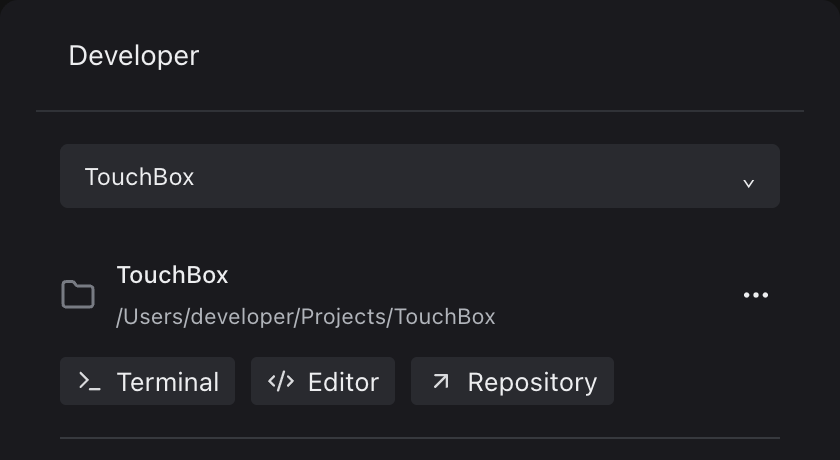 Developer
TouchBox
TouchBox
/Users/developer/Projects/TouchBox
Terminal
Editor
Repository